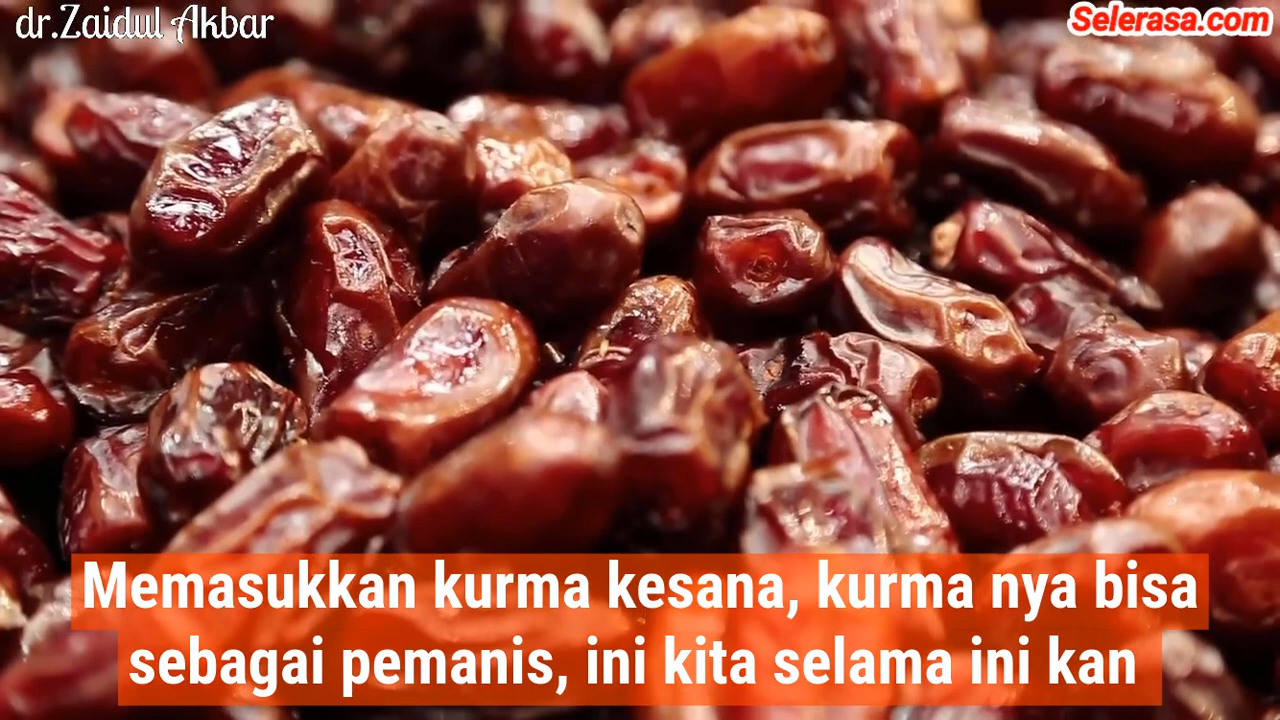 dr.Zaidul Akbar
Selerasa.com
Memasukkan kurma kesana, kurma nya bisa
sebagai pemanis, ini kita selama ini kan